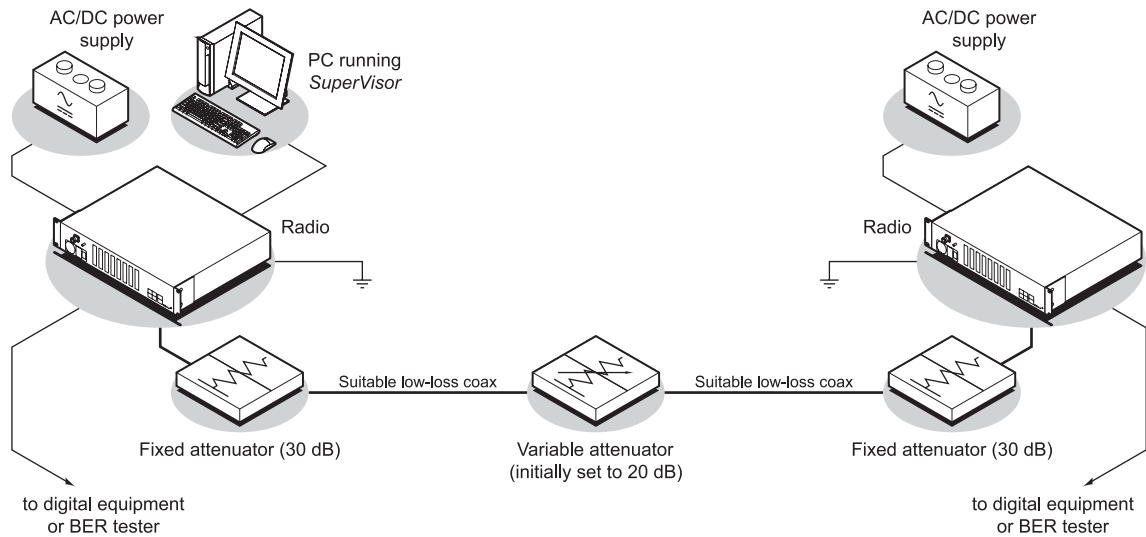 AC/DC power
supply
PC running
SuperVisor
AC/DC power
supply
Radio
Radio
Suitable low-loss coax
Suitable low-loss coax
Fixed attenuator (30 dB)
Variable attenuator
(initially set to 20 dB)
Fixed attenuator (30 dB)
to digital equipment
or BER tester
to digital equipment
or BER tester